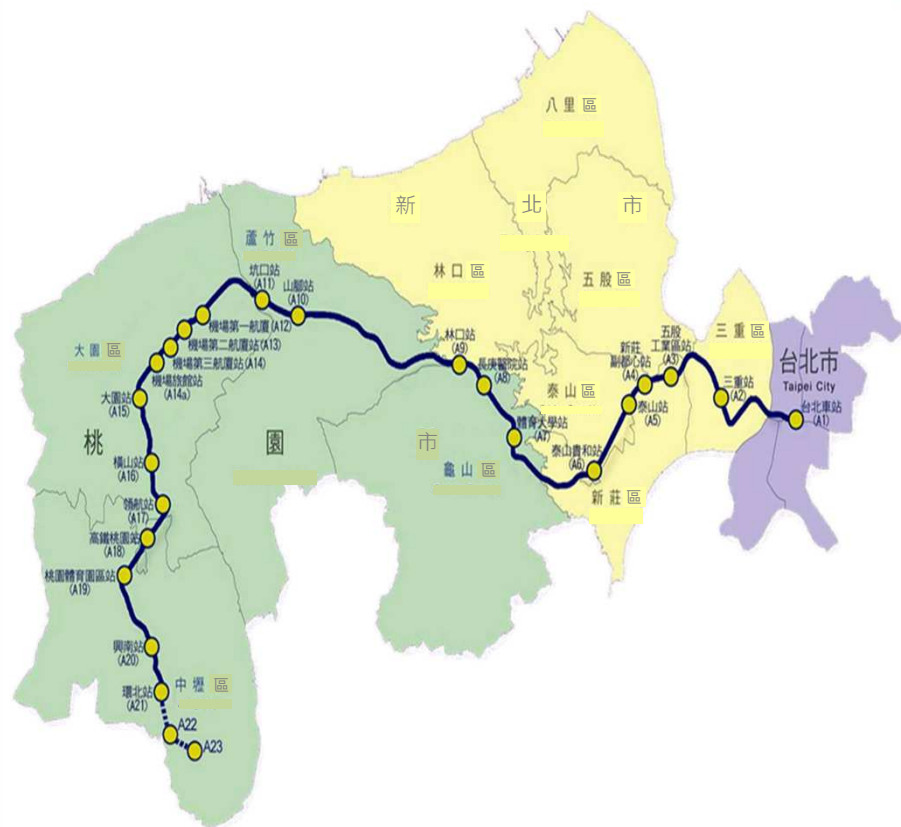 八里區
新北市
蘆竹區
坑口站
(A11)
山腳站
(A10)
林口區
五股區
機場第一航廈(A12)
機場第二航廈站(A13)
機場第三航廈站(A14)
機場旅館站
(A14a)
大園區
大園站
(A15)
林口站
(A9)
長庚醫院站
(A8)
五股
工業區站
(A3)
新莊
副都心站
(A4)
三重區
三重站
(A2)
台北市
Taipei City
台北車站
(A1)
泰山區
泰山站
(A5)
體育大學站
(A7)
泰山貴和站
(A6)
新莊區
桃園市
龜山區
橫山站
(A16)
領航站
(A17)
高鐵桃園站
(A18)
桃園體育園區站
(A19)
興南站
(A20)
環北站
(A21)
中壢區
A22
A23